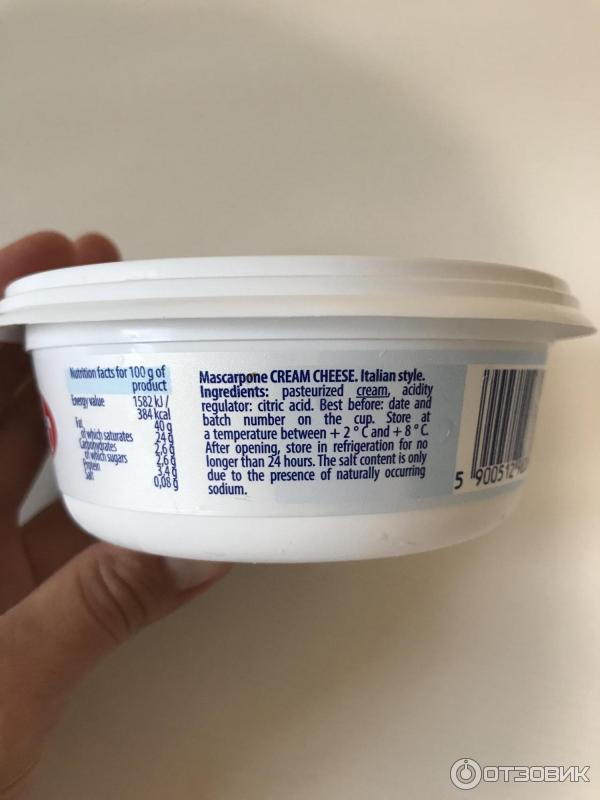 Nutrition facts for 100 g of
product
Energy value 1582 kJ /
384 kcal
Fat 40 g
of which saturates 24 g
Carbohydrates 2,6 g
of which sugars 2,6 g
Protein 3,4 g
Salt 0,08 g
Mascarpone CREAM CHEESE. Italian style.
Ingredients: pasteurized cream, acidity
regulator: citric acid. Best before: date and
batch number on the cup. Store at
a temperature between + 2 °C and + 8 °C.
After opening, store in refrigeration for no
longer than 24 hours. The salt content is only
due to the presence of naturally occurring
sodium.
5 900512
ОТЗОВИК